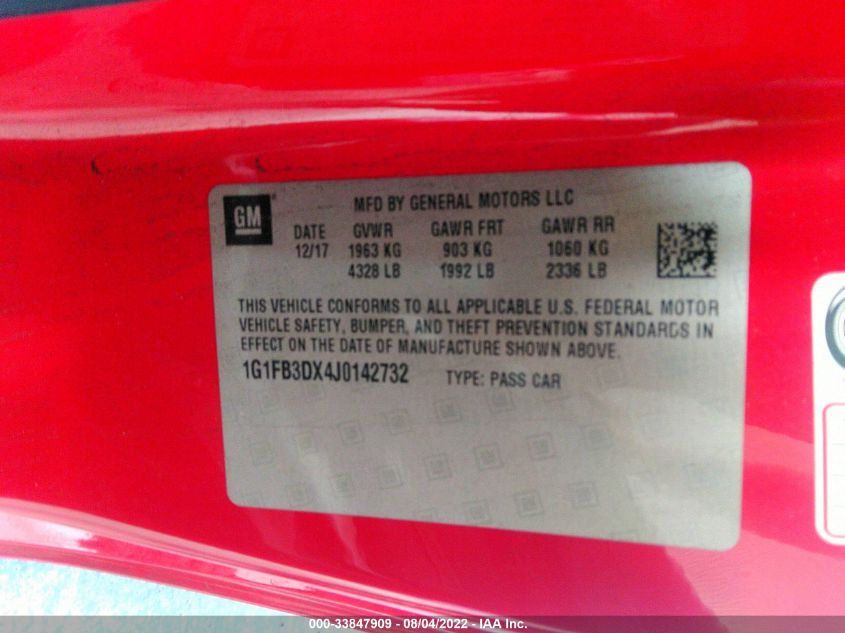 GM
MFD BY GENERAL MOTORS LLC
DATE GVWR GAWR FRT GAWR RR
12/17 1963 KG 903 KG 1060 KG
4328 LB 1992 LB 2336 LB
THIS VEHICLE CONFORMS TO ALL APPLICABLE U.S. FEDERAL MOTOR
VEHICLE SAFETY, BUMPER, AND THEFT PREVENTION STANDARDS IN
EFFECT ON THE DATE OF MANUFACTURE SHOWN ABOVE.
1G1FB3DX4J0142732 TYPE: PASS CAR
000-33847909 - 08/04/2022 - IAA Inc.